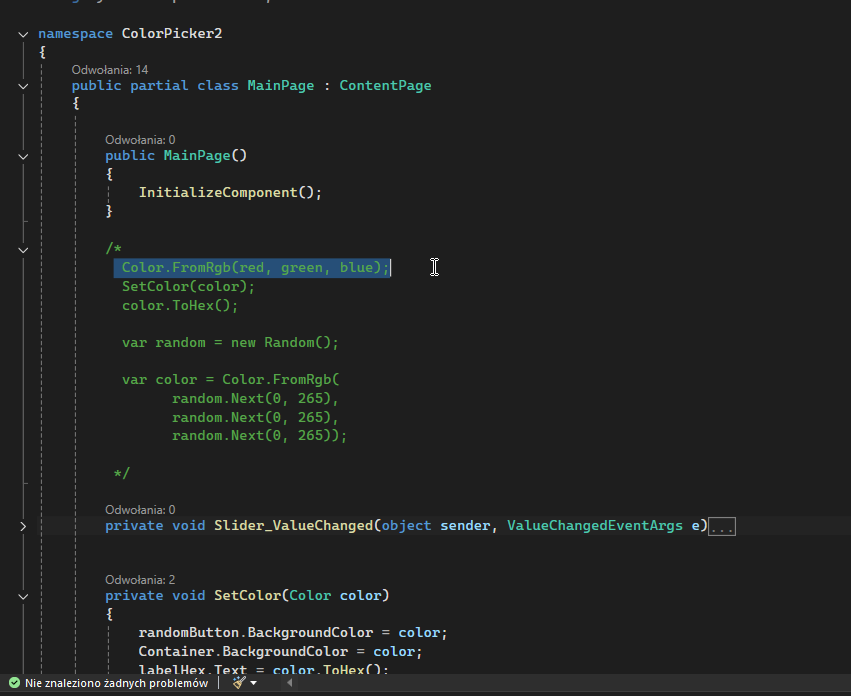 namespace ColorPicker2
{
Odwołania: 14
public partial class MainPage : ContentPage
{
Odwołania: 0
public MainPage()
{
InitializeComponent();
}
/*
Color.FromRgb(red, green, blue);
SetColor(color);
color.ToHex();
var random = new Random();
var color = Color.FromRgb(
random.Next(0, 265),
random.Next(0, 265),
random.Next(0, 265));
*/
Odwołania: 0
private void Slider_ValueChanged(object sender, ValueChangedEventArgs e)...
Odwołania: 2
private void SetColor(Color color)
{
randomButton.BackgroundColor = color;
Container.BackgroundColor = color;
labelHex.Text = color.ToHex();
Nie znaleziono żadnych problemów